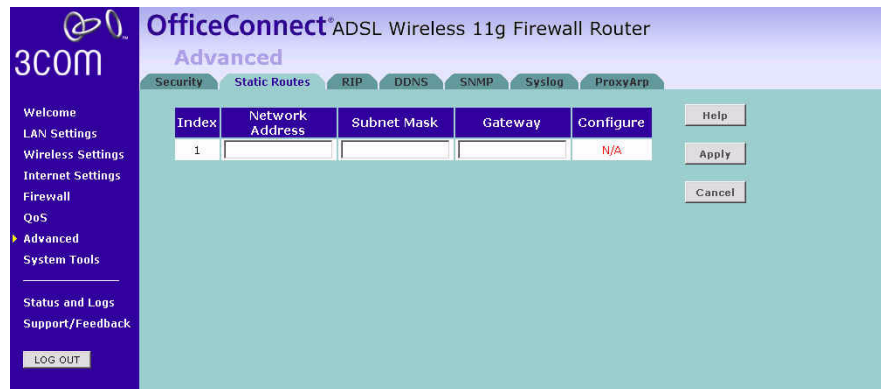 3COM
OfficeConnect® ADSL Wireless 11g Firewall Router
Advanced
Security Static Routes RIP DDNS SNMP Syslog ProxyArp
Welcome
LAN Settings
Wireless Settings
Internet Settings
Firewall
QoS
Advanced
System Tools
Status and Logs
Support/Feedback
LOG OUT
Index Network Address Subnet Mask Gateway Configure
1 N/A
Help
Apply
Cancel